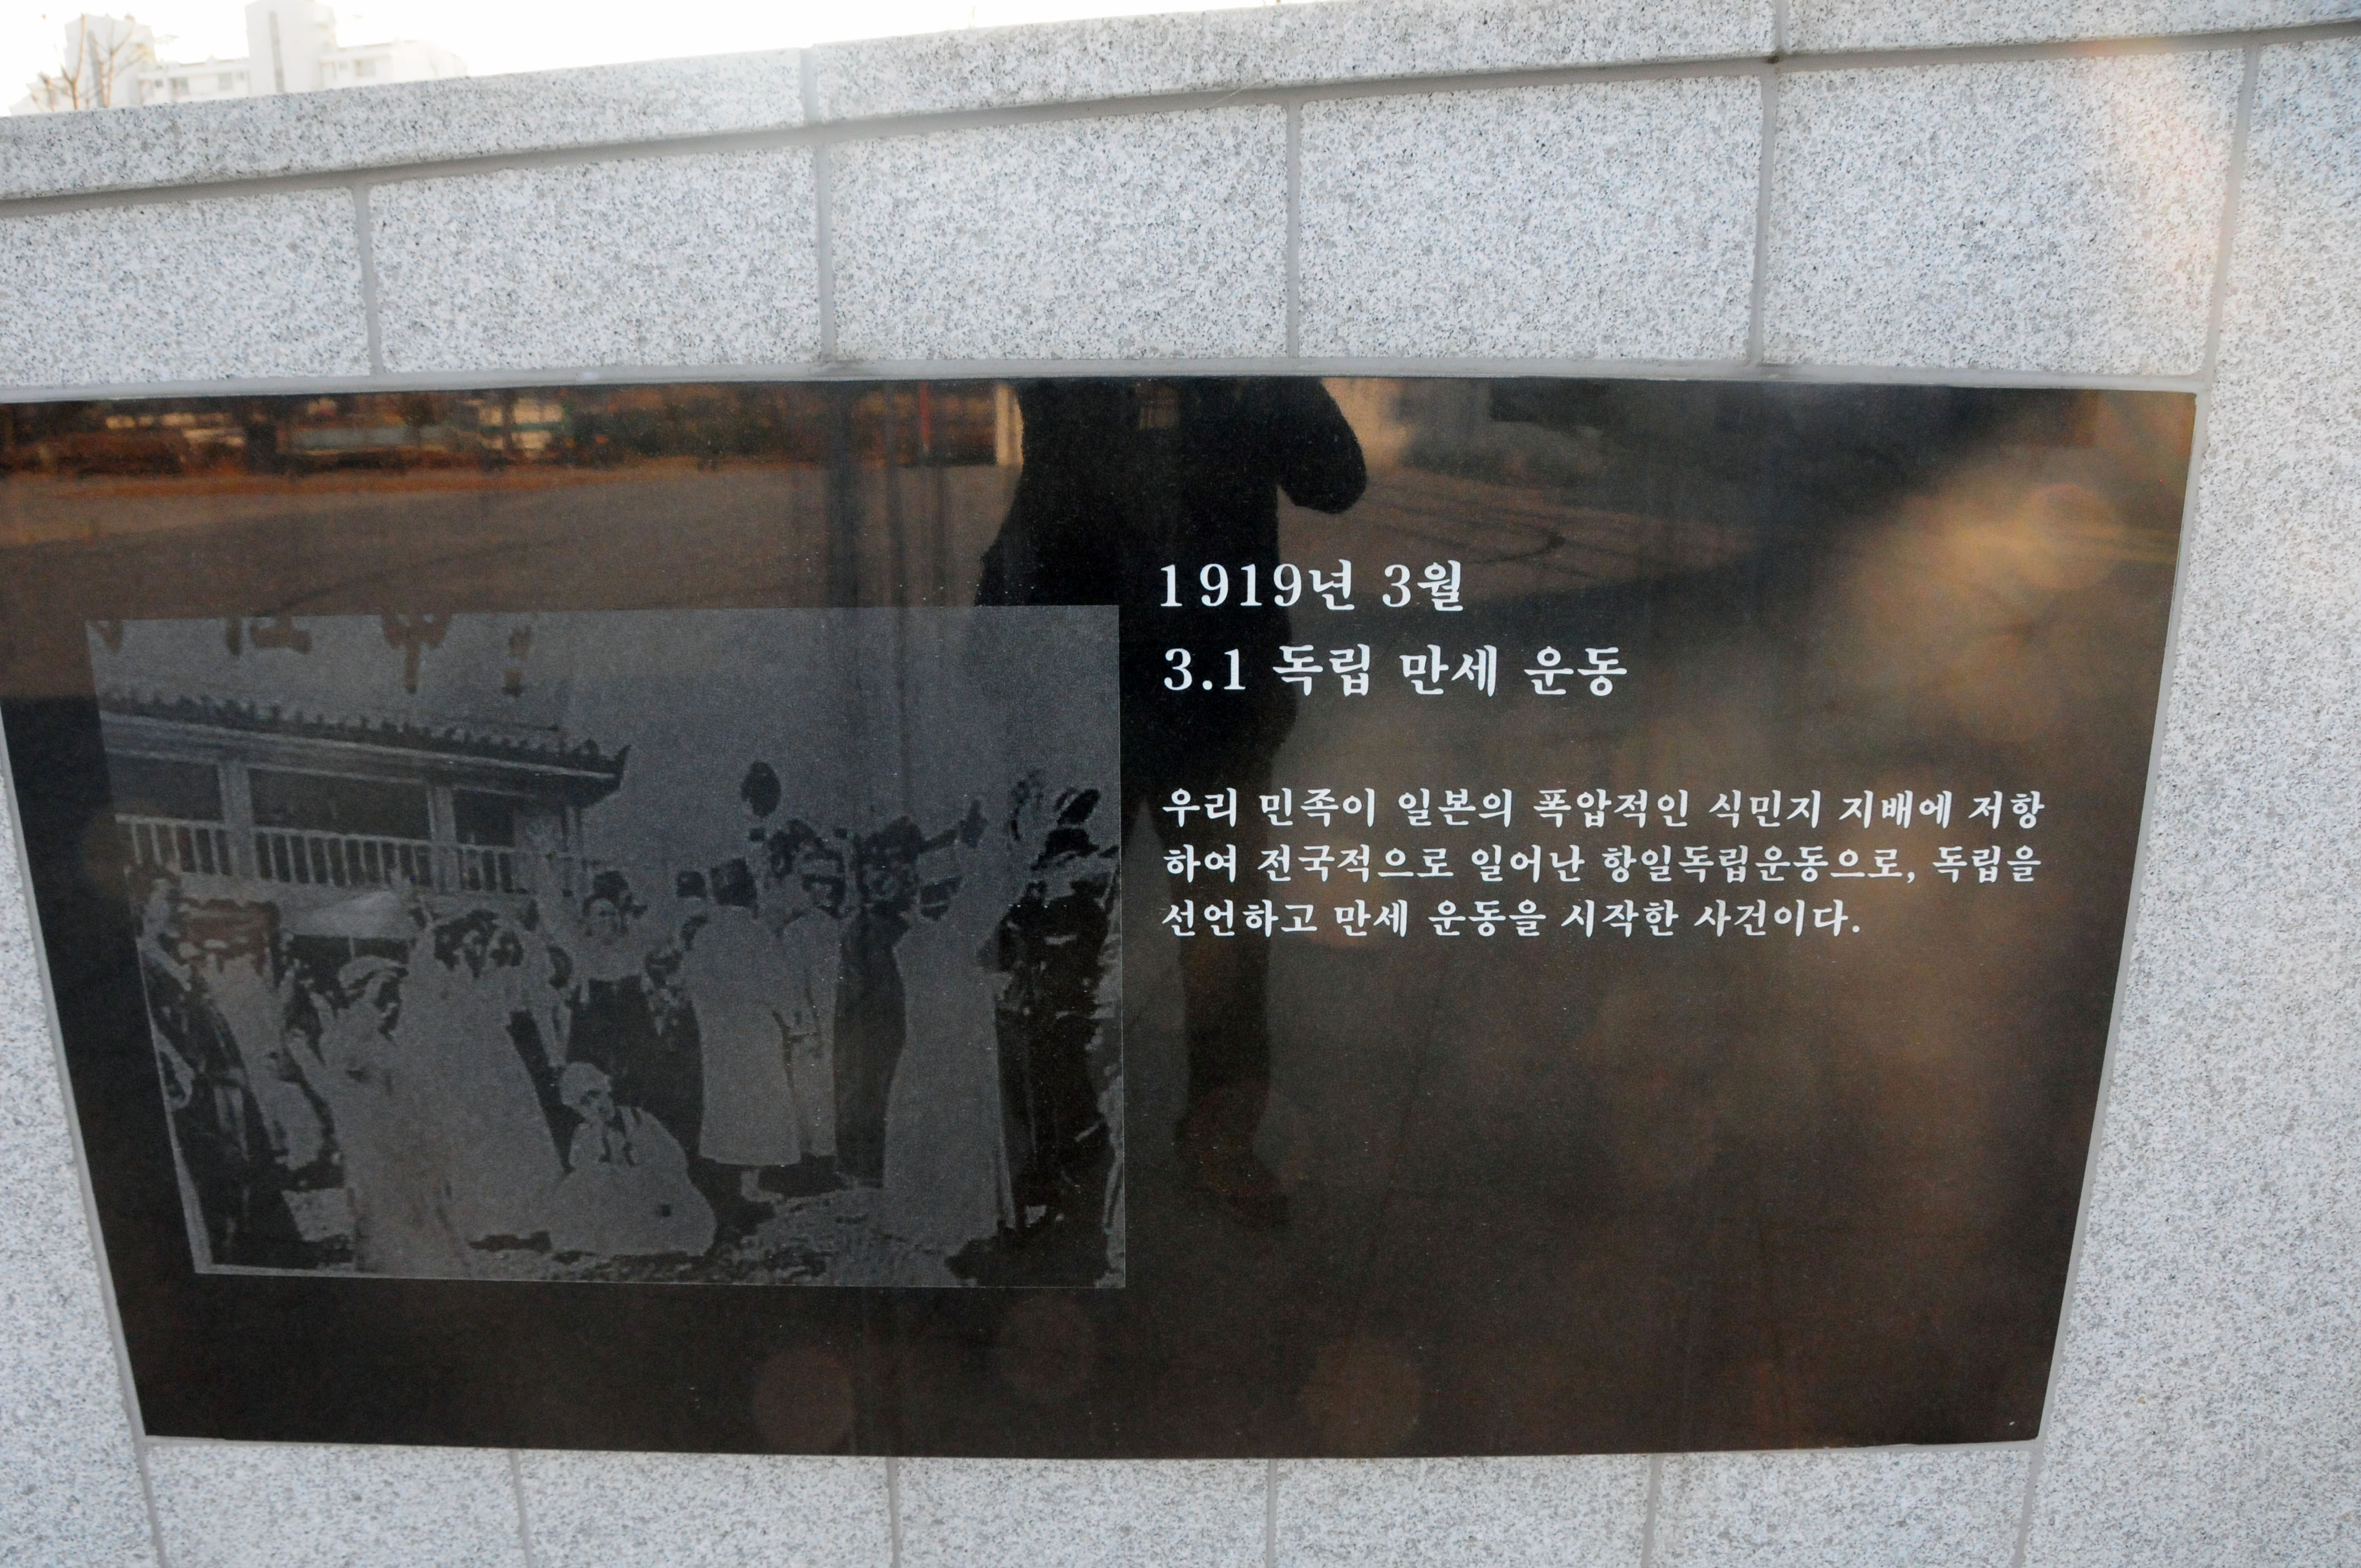 1919년 3월
3.1 독립 만세 운동
우리 민족이 일본의 폭압적인 식민지 지배에 저항
하여 전국적으로 일어난 항일독립운동으로, 독립을
선언하고 만세 운동을 시작한 사건이다.